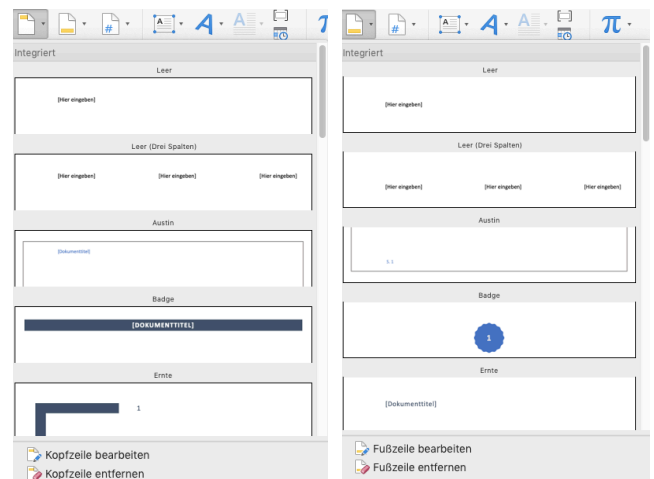 #
A
A
Integriert
Leer
[Hier eingeben]
Leer (Drei Spalten)
[Hier eingeben] [Hier eingeben] [Hier eingeben]
Austin
[Dokumenttitel]
Badge
[DOKUMENTTITEL]
Ernte
1
Kopfzeile bearbeiten
Kopfzeile entfernen
#
A
A
π
Integriert
Leer
[Hier eingeben]
Leer (Drei Spalten)
[Hier eingeben] [Hier eingeben] [Hier eingeben]
Austin
Badge
1
Ernte
[Dokumenttitel]
Fußzeile bearbeiten
Fußzeile entfernen